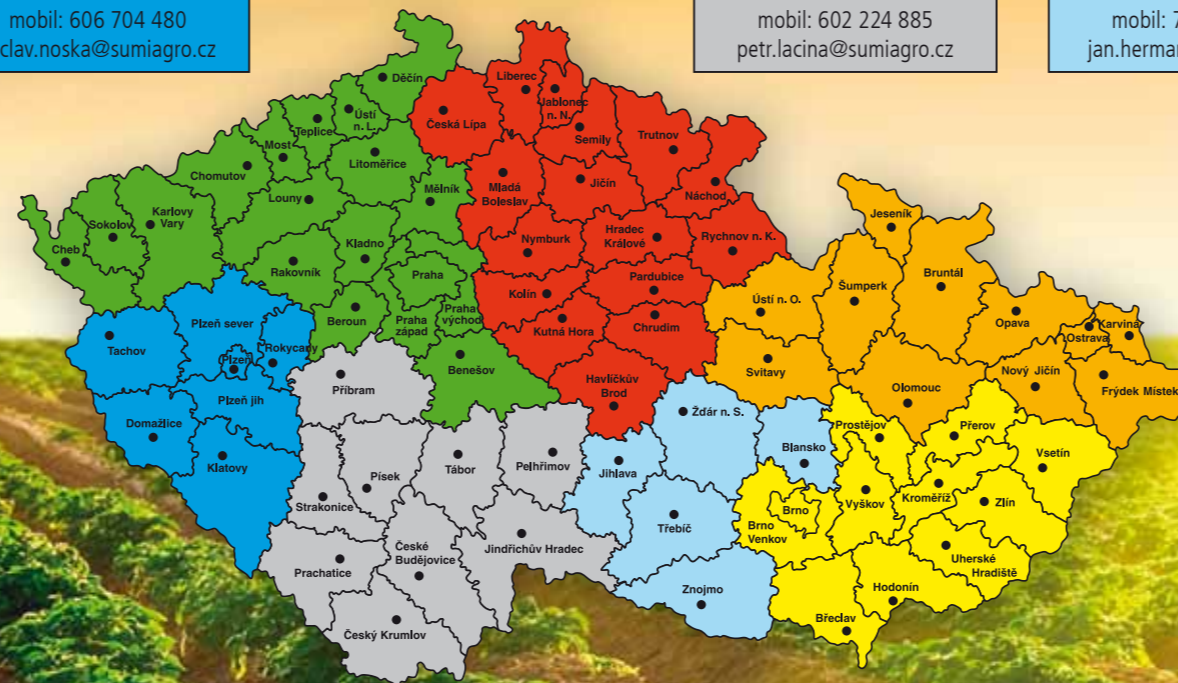 mobil: 606 704 480
clav.noska@sumiagro.cz
mobil: 602 224 885
petr.lacina@sumiagro.cz
mobil: 7
jan.herma
Děčín
Liberec
Jablonec
n. N.
Česká Lípa
Ústí
n. L.
Teplice
Semily
Trutnov
Most
Litoměřice
Chomutov
Mladá
Boleslav
Jičín
Náchod
Mělník
Louny
Karlovy
Vary
Sokolov
Cheb
Jeseník
Kladno
Nymburk
Hradec
Králové
Rychnov n. K.
Rakovník
Praha
Pardubice
Kolín
Šumperk
Bruntál
Ústí n. O.
Beroun
Praha
západ
Praha
východ
Kutná Hora
Chrudim
Opava
Karviná
Ostrava
Plzeň sever
Tachov
Plzeň
Rokycany
Benešov
Svitavy
Příbram
Havlíčkův
Brod
Olomouc
Nový Jičín
Frýdek Místek
Plzeň jih
Domažlice
Klatovy
Žďár n. S.
Prostějov
Přerov
Blansko
Vsetín
Tábor
Pelhřimov
Jihlava
Písek
Strakonice
Vyškov
Kroměříž
Zlín
Brno
Brno
Venkov
Třebíč
České
Budějovice
Jindřichův Hradec
Prachatice
Uherské
Hradiště
Znojmo
Hodonín
Břeclav
Český Krumlov